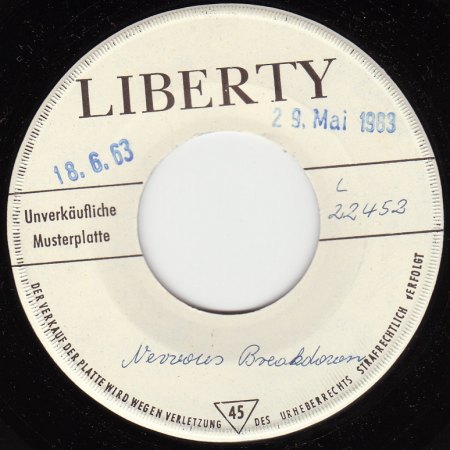 LIBERTY
29. Mai 1963
18.6.63
Unverkäufliche
Musterplatte
L
22452
Nervous Breakdown
DER VERKAUF DER PLATTE WIRD WEGEN VERLETZUNG DES URHEBERRECHTS STRAFRECHTLICH VERFOLGT
45